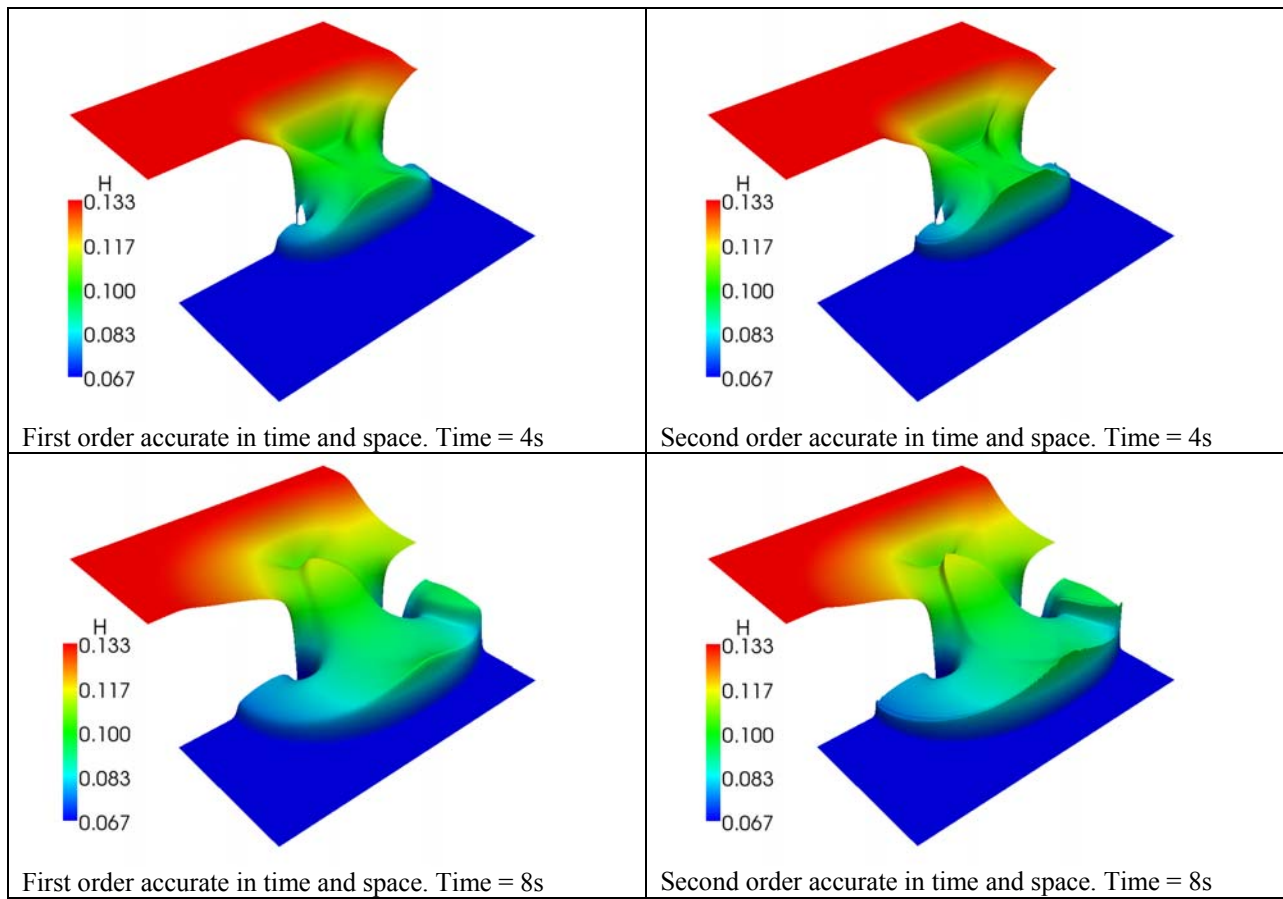 H
0.133
0.117
0.100
0.083
0.067
First order accurate in time and space. Time = 4s
H
0.133
0.117
0.100
0.083
0.067
Second order accurate in time and space. Time = 4s
H
0.133
0.117
0.100
0.083
0.067
First order accurate in time and space. Time = 8s
H
0.133
0.117
0.100
0.083
0.067
Second order accurate in time and space. Time = 8s